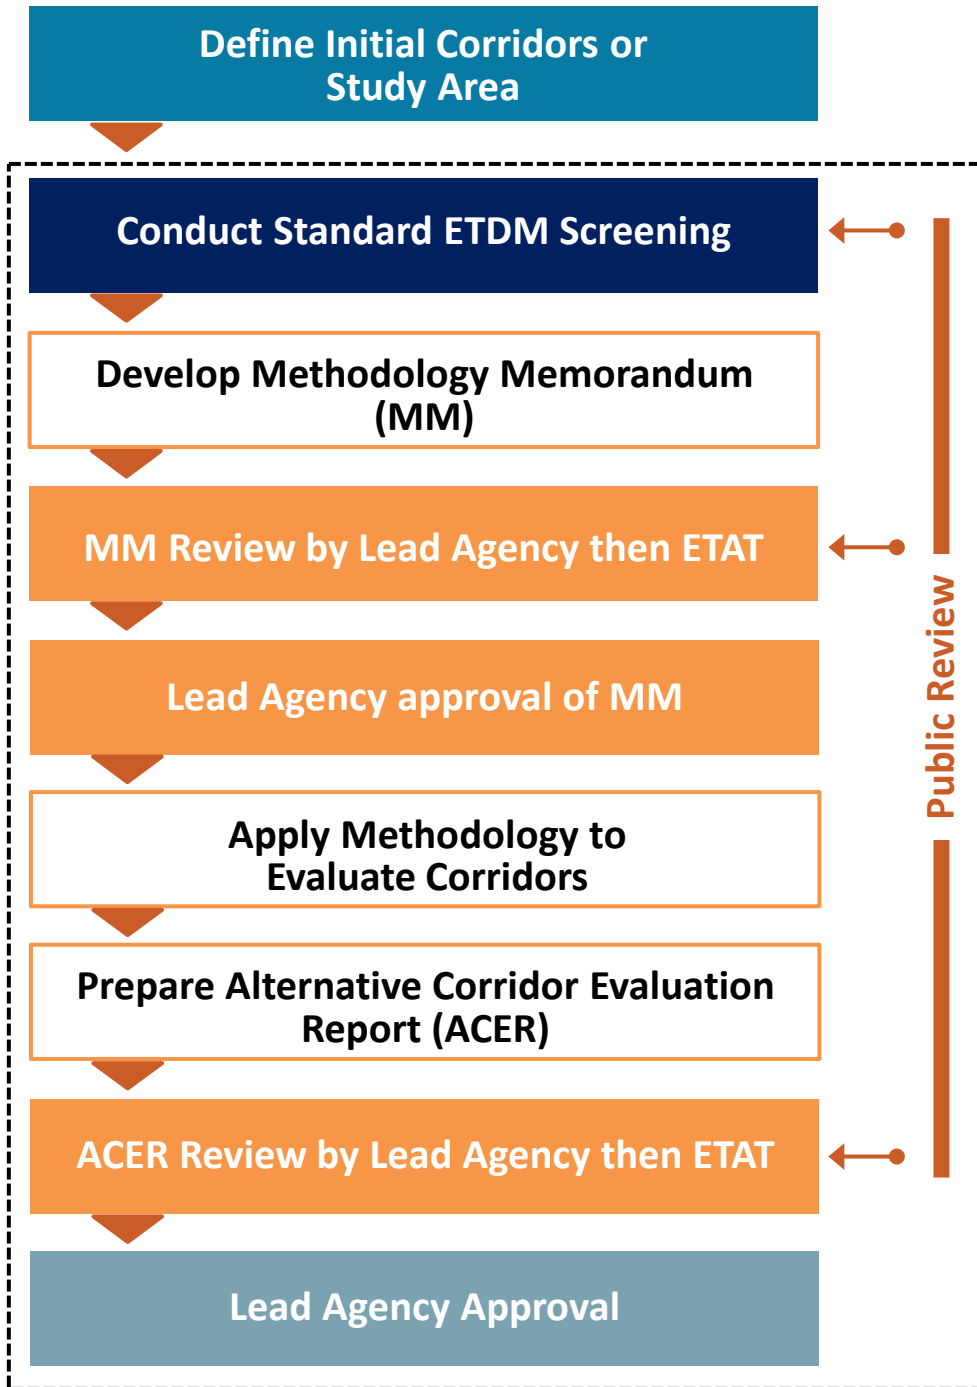 Define Initial Corridors or
Study Area
Conduct Standard ETDM Screening
Develop Methodology Memorandum
(MM)
MM Review by Lead Agency then ETAT
Lead Agency approval of MM
Apply Methodology to
Evaluate Corridors
Prepare Alternative Corridor Evaluation
Report (ACER)
ACER Review by Lead Agency then ETAT
Lead Agency Approval
Public Review